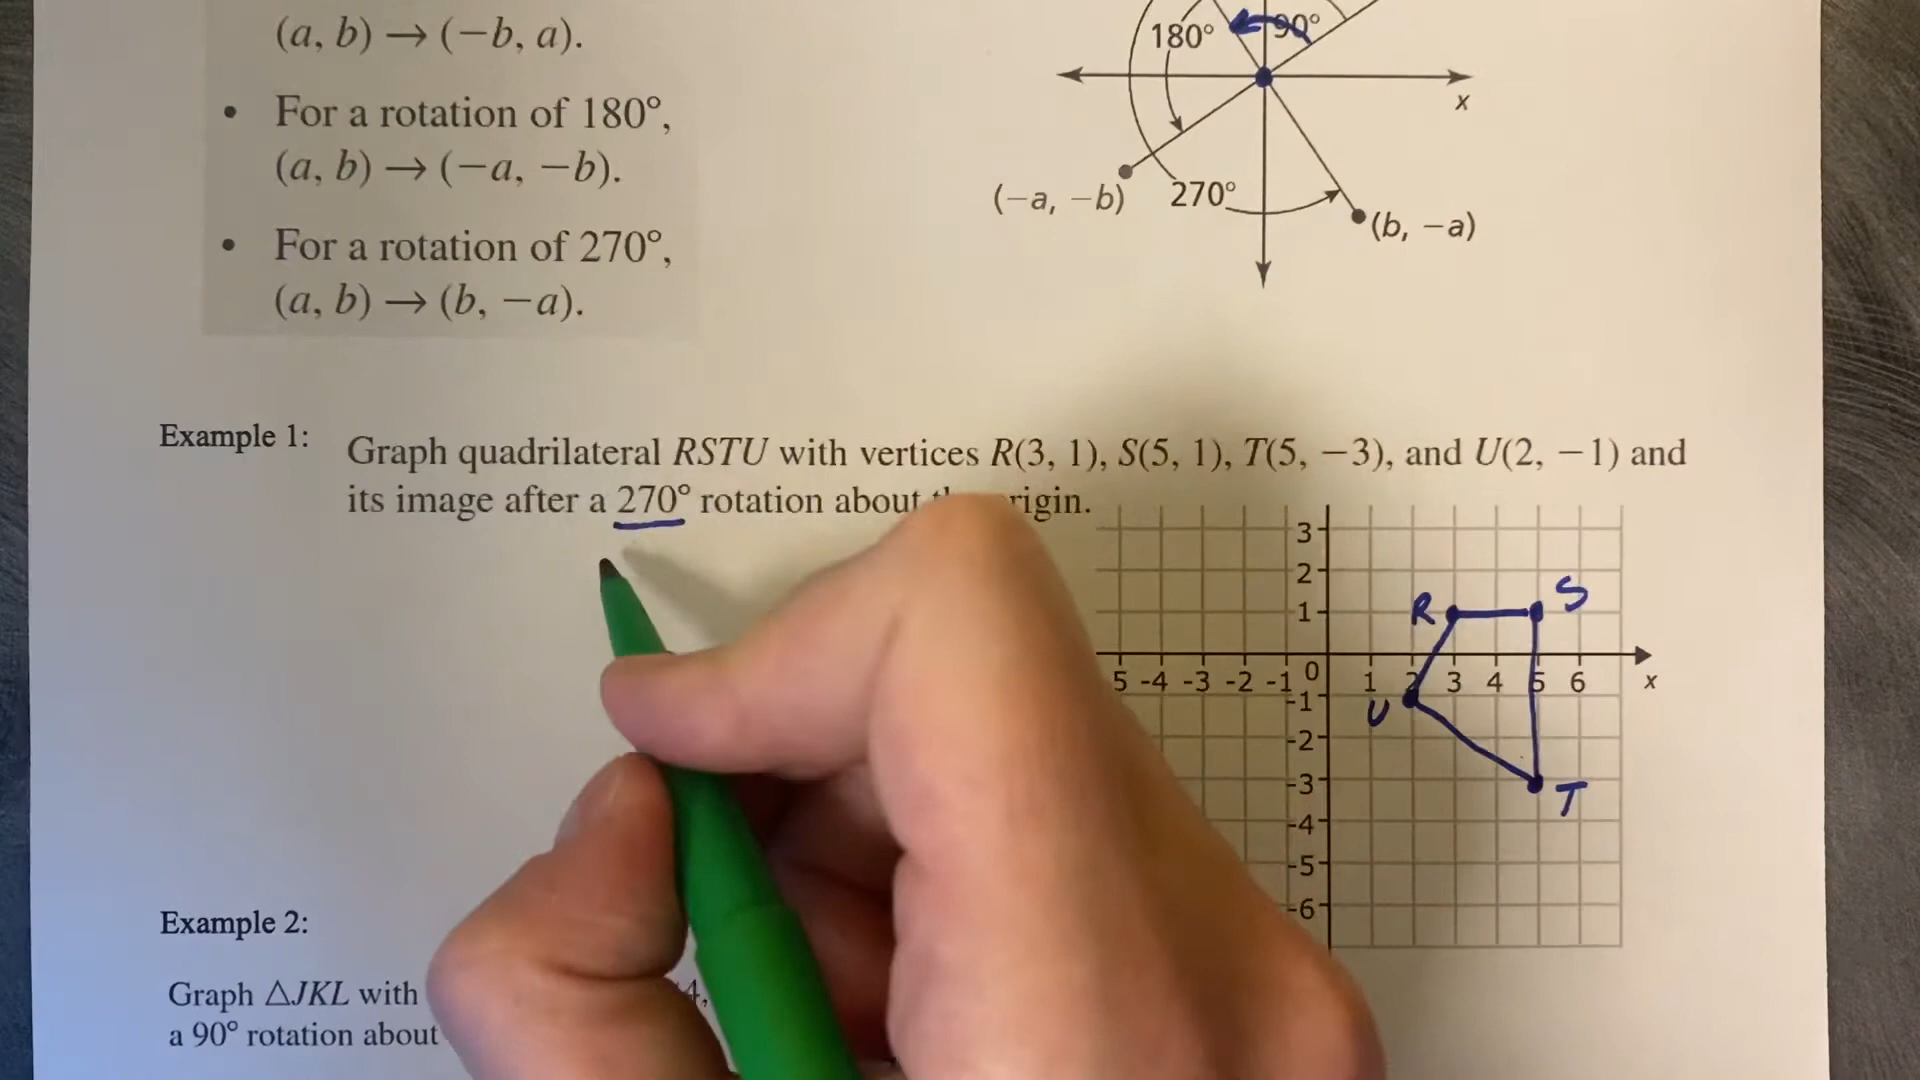 (a, b) → (−b, a).
• For a rotation of 180°,
(a, b) → (−a, −b).
• For a rotation of 270°,
(a, b) → (b, −a).
180° 90°
x
(−a, −b) 270° (b, −a)
Example 1: Graph quadrilateral RSTU with vertices R(3, 1), S(5, 1), T(5, −3), and U(2, −1) and
its image after a 270° rotation about
3
2 S
1 R
0 1 2 3 4 5 6 x
5 -4 -3 -2 -1
-1 U
-2
-3 T
-4
-5
-6
Example 2:
Graph △JKL with
a 90° rotation about